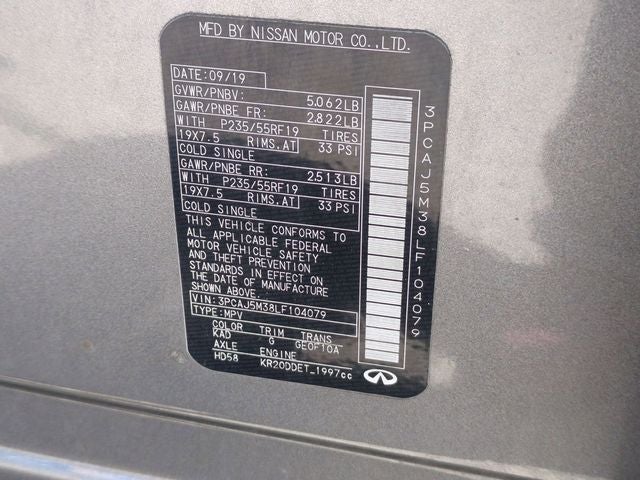 MFD BY NISSAN MOTOR CO.,LTD.
DATE:09/19
GVWR/PNBV: 5.062LB
GAWR/PNBE FR: 2.822LB
WITH P235/55RF19 TIRES
19X7.5 RIMS.AT 33 PSI
COLD SINGLE
GAWR/PNBE RR: 2.513LB
WITH P235/55RF19 TIRES
19X7.5 RIMS.AT 33 PSI
COLD SINGLE
THIS VEHICLE CONFORMS TO
ALL APPLICABLE FEDERAL
MOTOR VEHICLE SAFETY
AND THEFT PREVENTION
STANDARDS IN EFFECT ON
THE DATE OF MANUFACTURE
SHOWN ABOVE.
VIN:3PCAJ5M38LF104079
TYPE:MPV
COLOR TRIM TRANS
KAD G GE0F10A
AXLE ENGINE
HD58 KR20DDET_1997cc
3PCAJ5M38LF104079